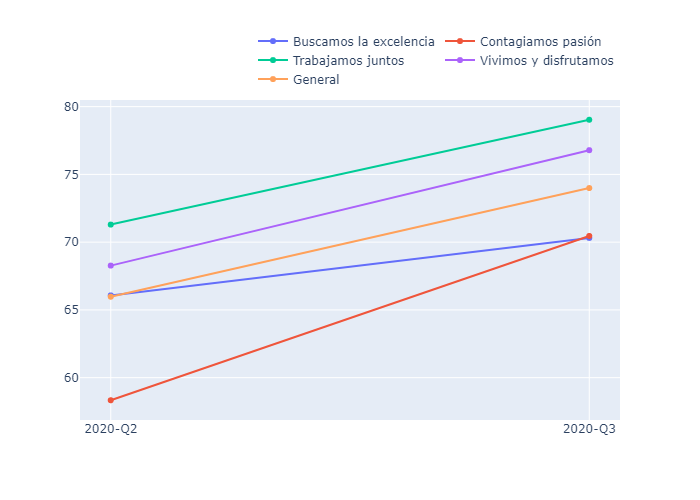 Buscamos la excelencia Contagiamos pasión
Trabajamos juntos Vivimos y disfrutamos
General
80
75
70
65
60
2020-Q2 2020-Q3